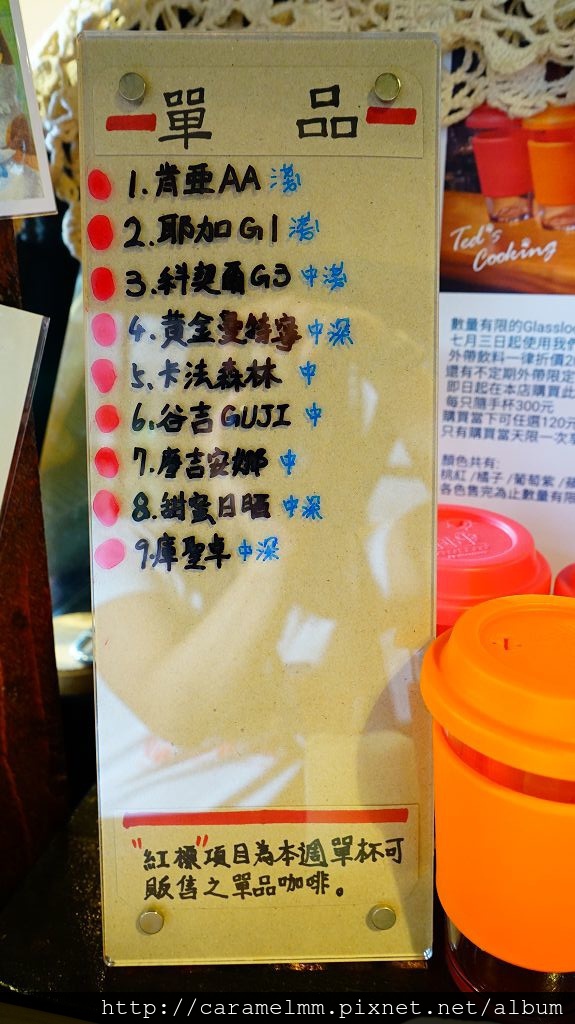 單 品
1.肯亞AA 淺
2.耶加G1 淺
3.斜契爾G3 中淺
4.黃金曼特寧 中深
5.卡法森林 中
6.谷吉GUJI 中
7.唐吉安娜 中
8.甜蜜日晒 中深
9.庫聖卓 中深
"紅標"項目為本週單杯可
販售之單品咖啡。
Ted's
Cooking
數量有限的Glasslo
七月三日起使用我們
外帶飲料一律折價2
還有不定期外帶限定
即日起在本店購買此
每只隨手杯300元
購買當下可任選120元
只有購買當天限一次
顏色共有:
桃紅 /橘子 /葡萄紫 /蘋
各色售完為止數量有限
http://caramelmm.pixnet.net/album